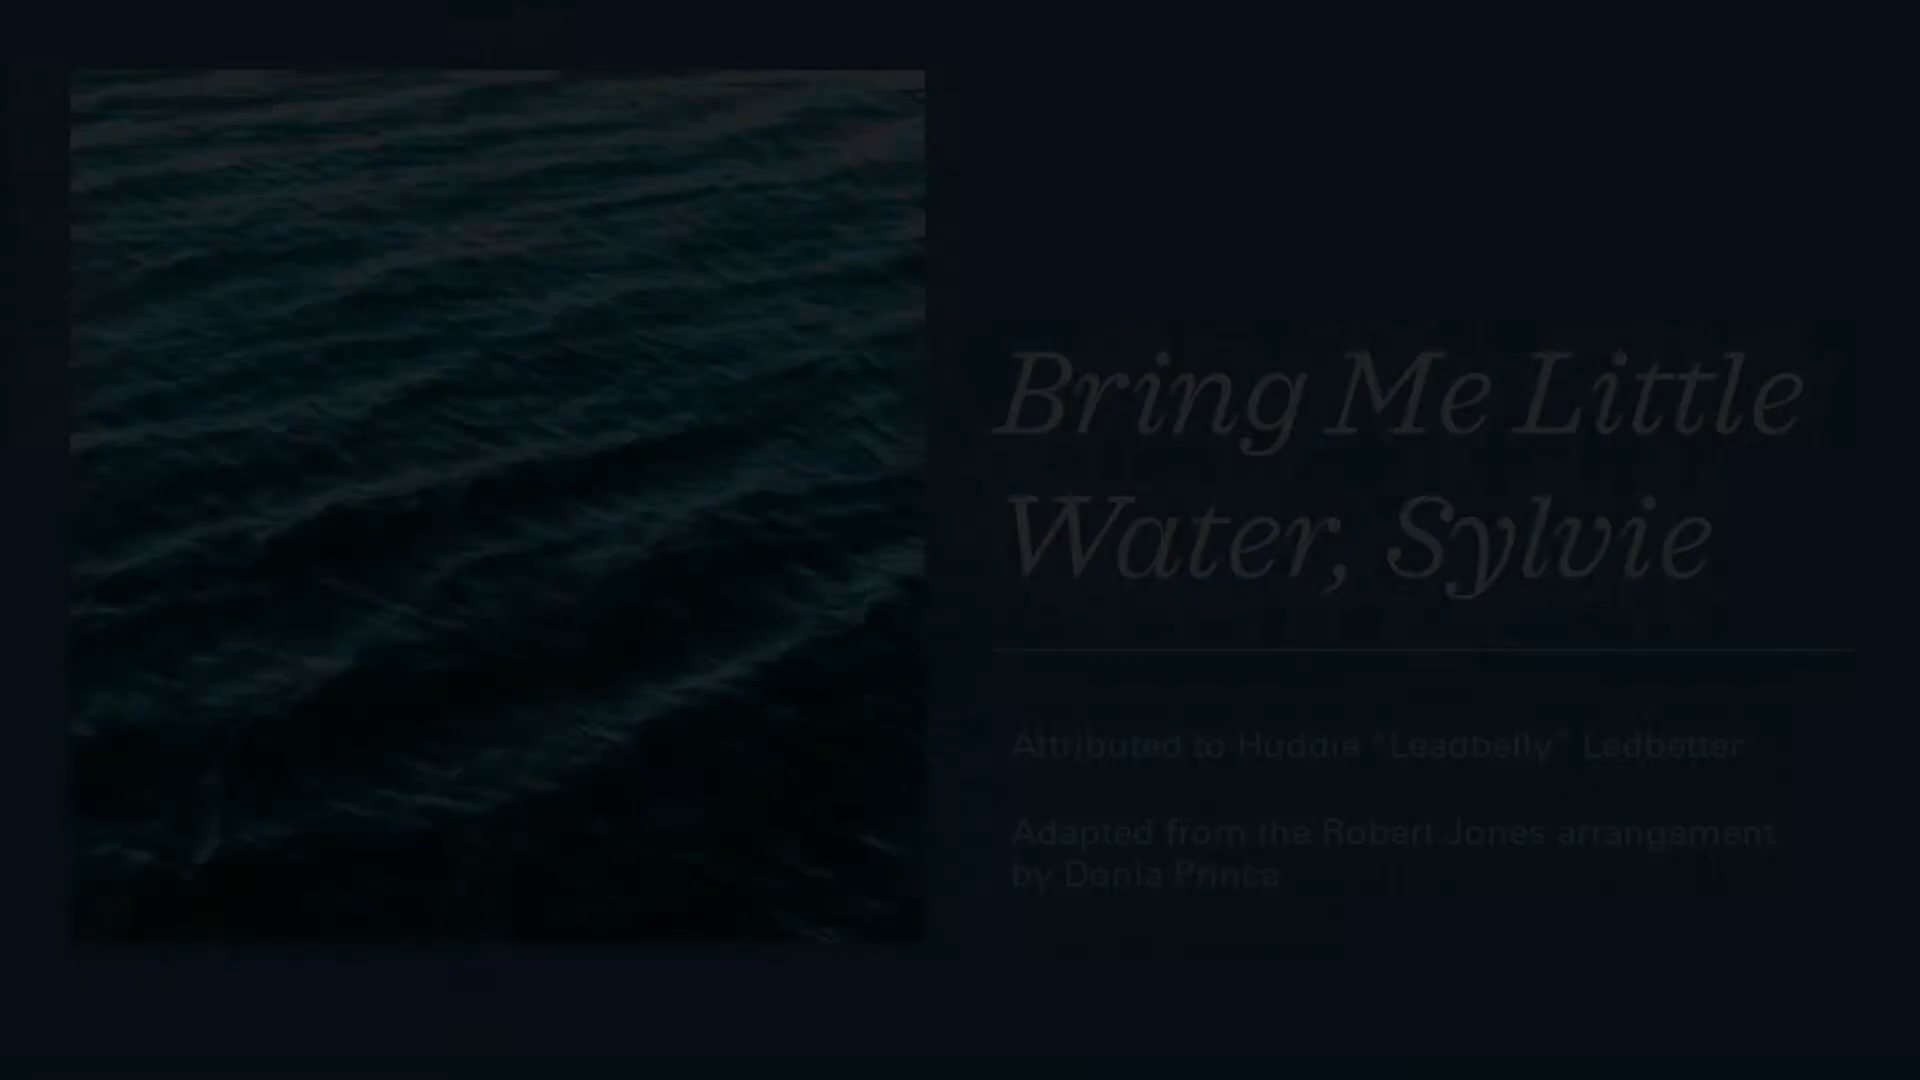 Bring Me Little
Water, Sylvie
Attributed to Huddie "Leadbelly" Ledbetter
Adapted from the Robert Jones arrangement
by Donia Prince